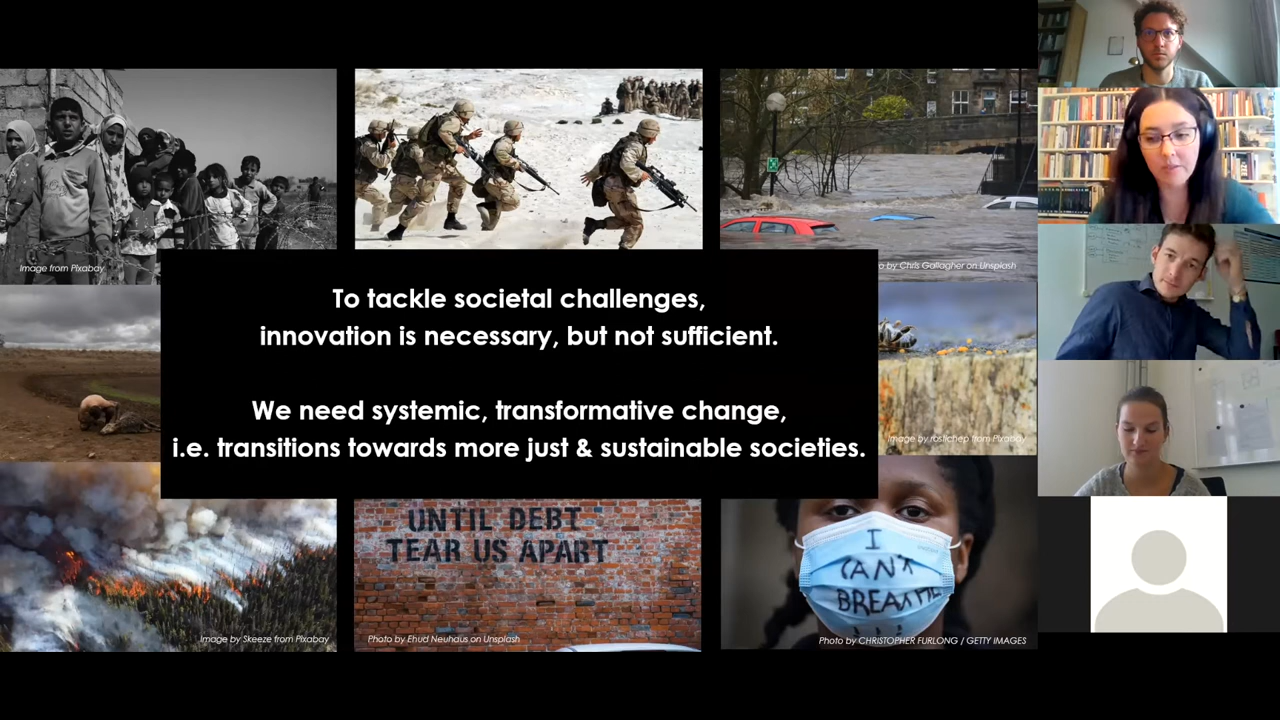 Image from Pixabay
by Chris Gallagher on Unsplash
To tackle societal challenges,
innovation is necessary, but not sufficient.
We need systemic, transformative change,
i.e. transitions towards more just & sustainable societies.
Image by rostichep from Pixabay
UNTIL DEBT
TEAR US APART
I
CAN'T
BREATHE
Image by Skeeze from Pixabay
Photo by Ehud Neuhaus on Unsplash
Photo by CHRISTOPHER FURLONG / GETTY IMAGES